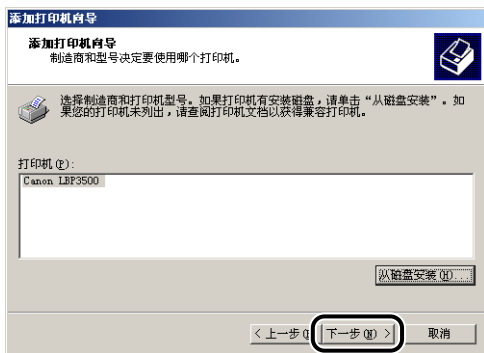 添加打印机向导
添加打印机向导
制造商和型号决定要使用哪个打印机。
选择制造商和打印机型号。如果打印机有安装磁盘，请单击“从磁盘安装”。如
果您的打印机未列出，请查阅打印机文档以获得兼容打印机。
打印机(P):
Canon LBP3500
从磁盘安装(H)...
<上一步 下一步(N) > 取消